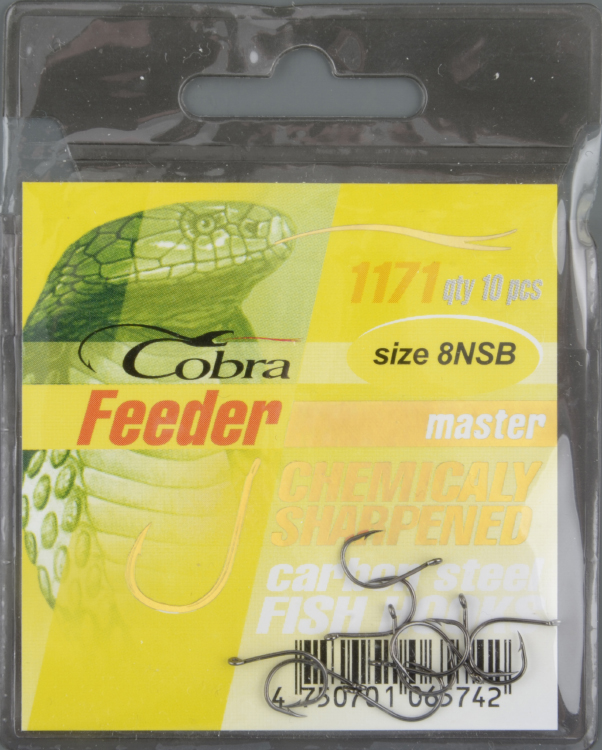 1171 qty 10 pcs
Cobra
size 8NSB
Feeder
master
CHEMICALY
SHARPENED
carbon steel
FISH HOOKS
4 750701 065742